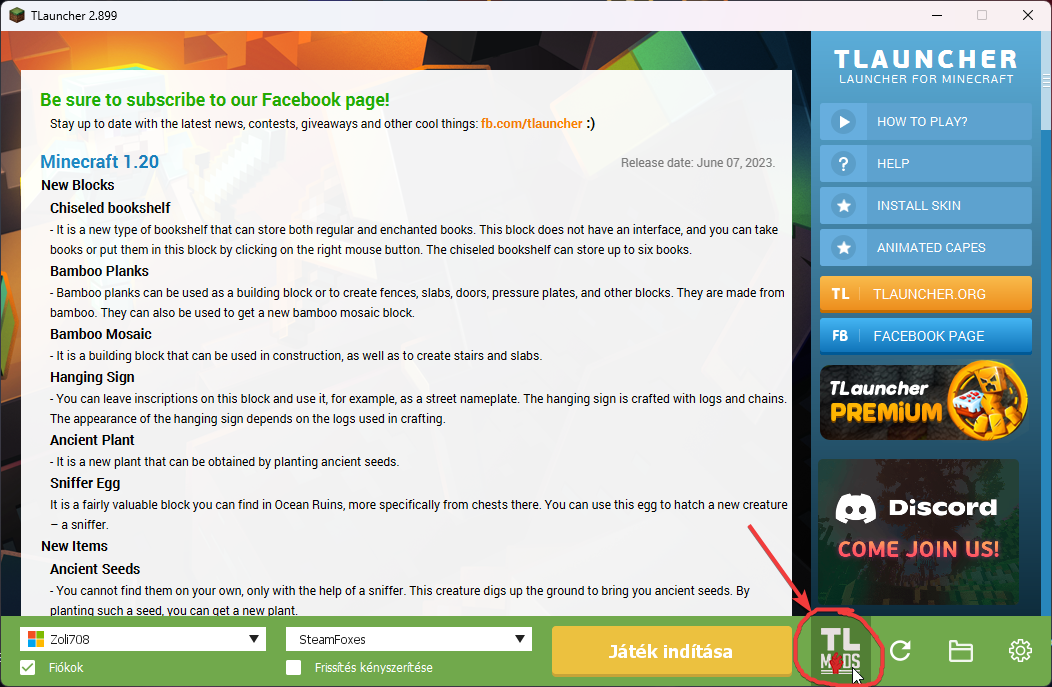 TLauncher 2.899
Be sure to subscribe to our Facebook page!
Stay up to date with the latest news, contests, giveaways and other cool things: fb.com/tlauncher :)
Minecraft 1.20
Release date: June 07, 2023.
New Blocks
Chiseled bookshelf
- It is a new type of bookshelf that can store both regular and enchanted books. This block does not have an interface, and you can take
books or put them in this block by clicking on the right mouse button. The chiseled bookshelf can store up to six books.
Bamboo Planks
- Bamboo planks can be used as a building block or to create fences, slabs, doors, pressure plates, and other blocks. They are made from
bamboo. They can also be used to get a new bamboo mosaic block.
Bamboo Mosaic
- It is a building block that can be used in construction, as well as to create stairs and slabs.
Hanging Sign
- You can leave inscriptions on this block and use it, for example, as a street nameplate. The hanging sign is crafted with logs and chains.
The appearance of the hanging sign depends on the logs used in crafting.
Ancient Plant
- It is a new plant that can be obtained by planting ancient seeds.
Sniffer Egg
It is a fairly valuable block you can find in Ocean Ruins, more specifically from chests there. You can use this egg to hatch a new creature
– a sniffer.
New Items
Ancient Seeds
- You cannot find them on your own, only with the help of a sniffer. This creature digs up the ground to bring you ancient seeds. By
planting such a seed, you can get a new plant.
TLAUNCHER
LAUNCHER FOR MINECRAFT
HOW TO PLAY?
? HELP
INSTALL SKIN
ANIMATED CAPES
TL TLAUNCHER.ORG
FB FACEBOOK PAGE
TLauncher
PREMIUM
Discord
COME JOIN US!
Zoli708
Fiókok
SteamFoxes
Frissítés kényszerítése
Játék indítása
TL
MODS